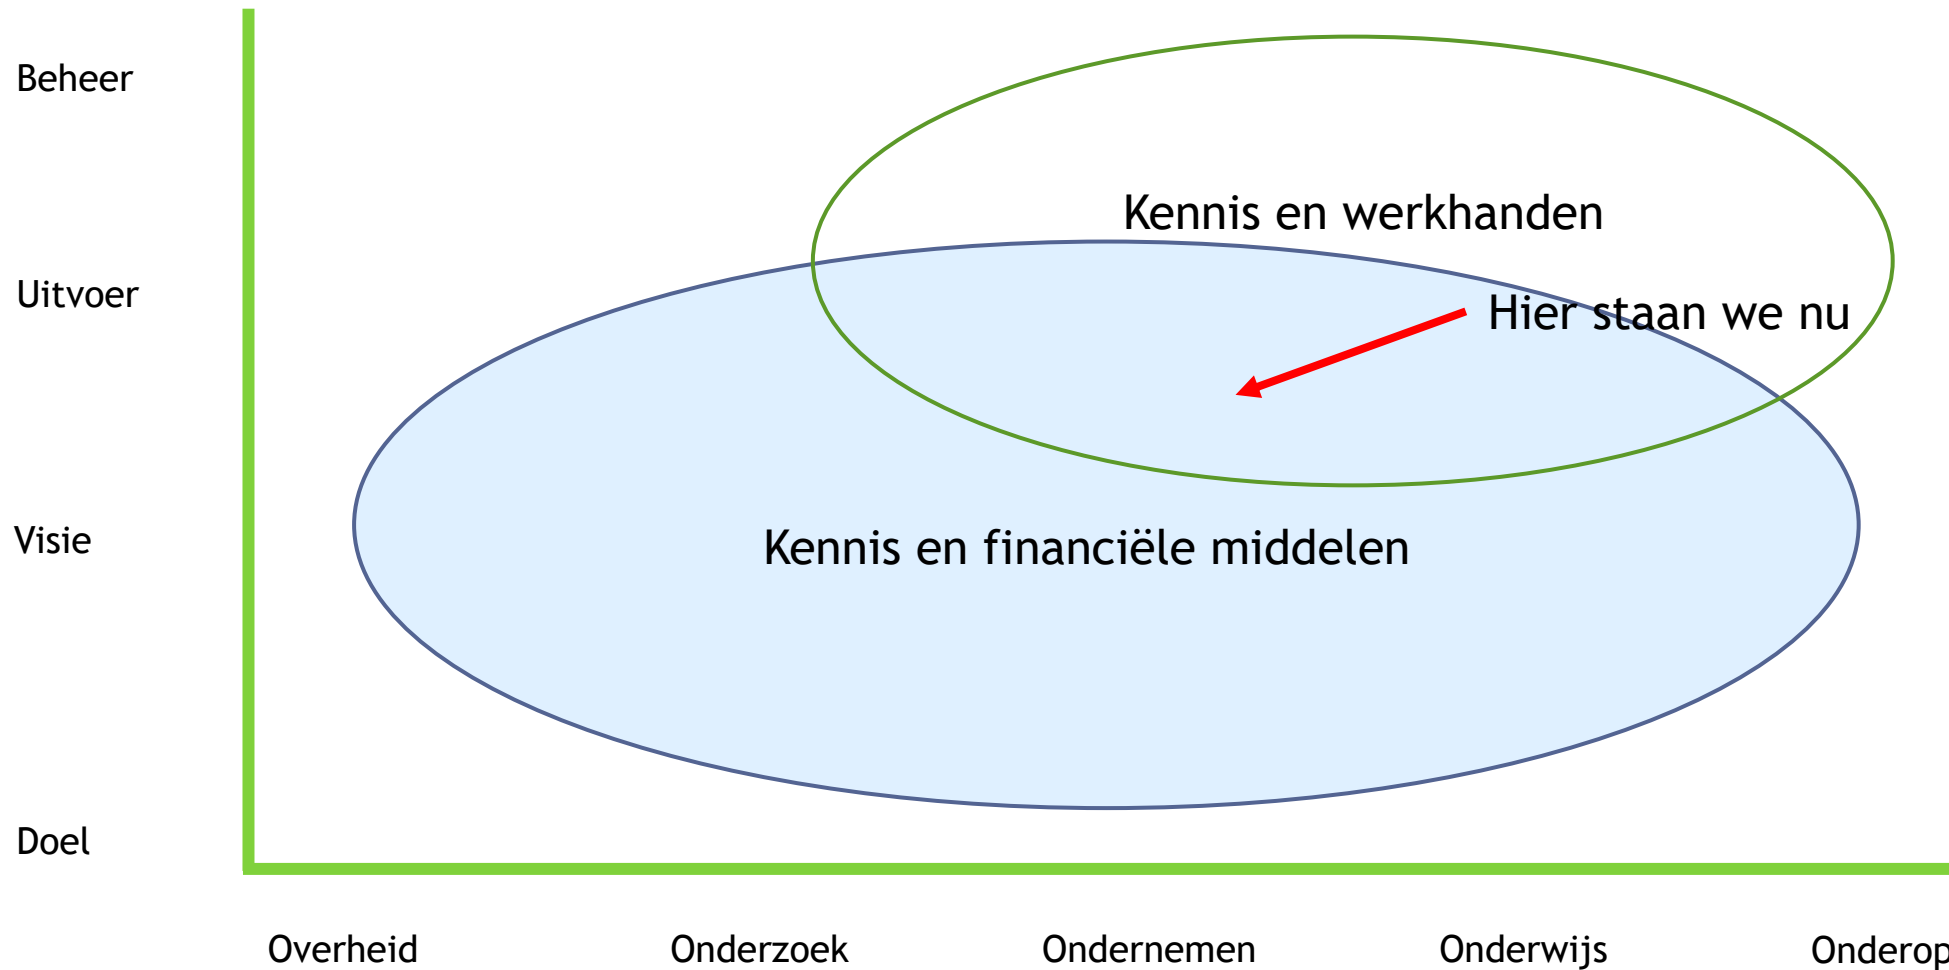 Beheer
Kennis en werkhanden
Uitvoer
Hier staan we nu
Visie
Kennis en financiële middelen
Doel
Overheid Onderzoek Ondernemen Onderwijs Onderop